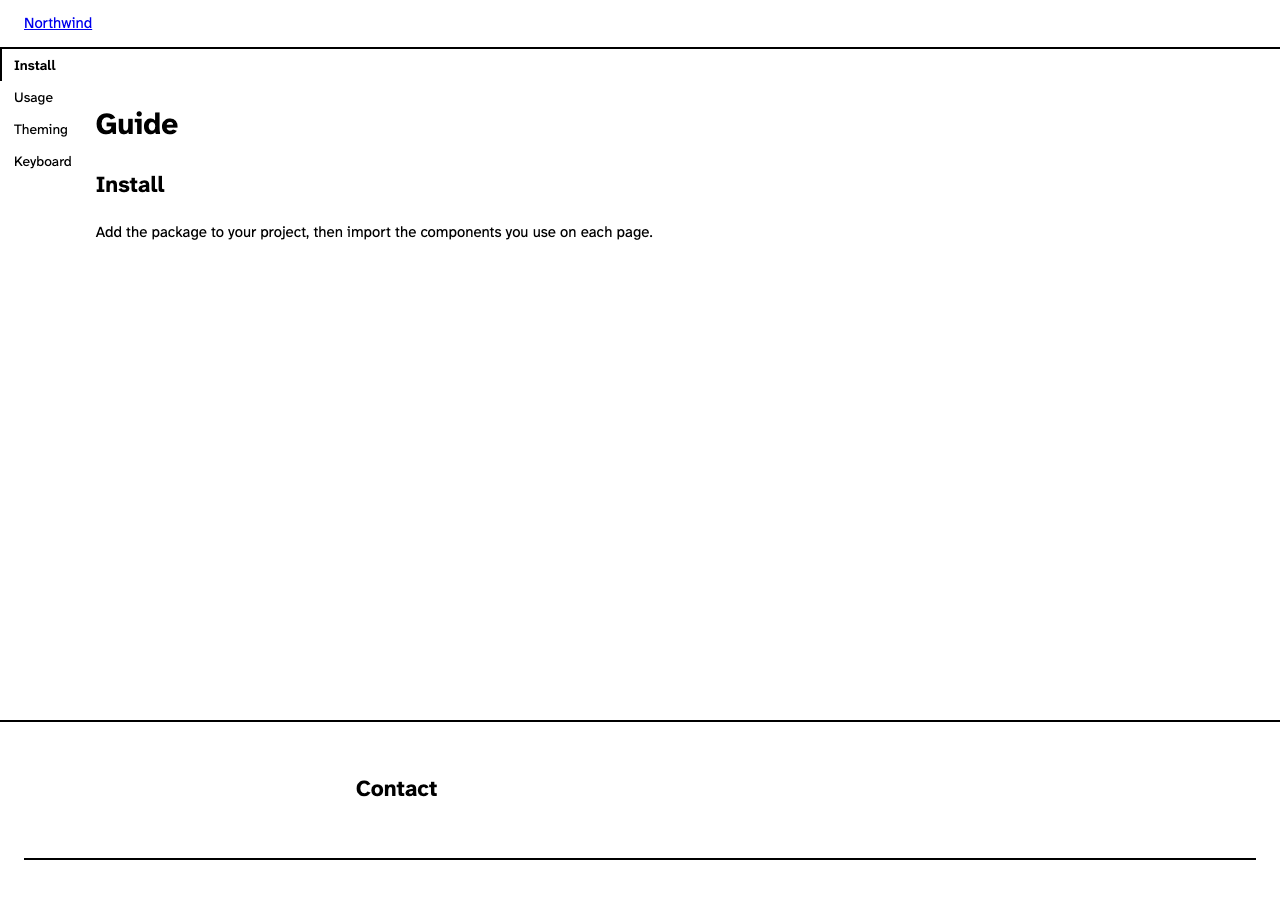 Northwind
Install
Usage
Theming
Keyboard
Guide
Install
Add the package to your project, then import the components you use on each page.
Contact